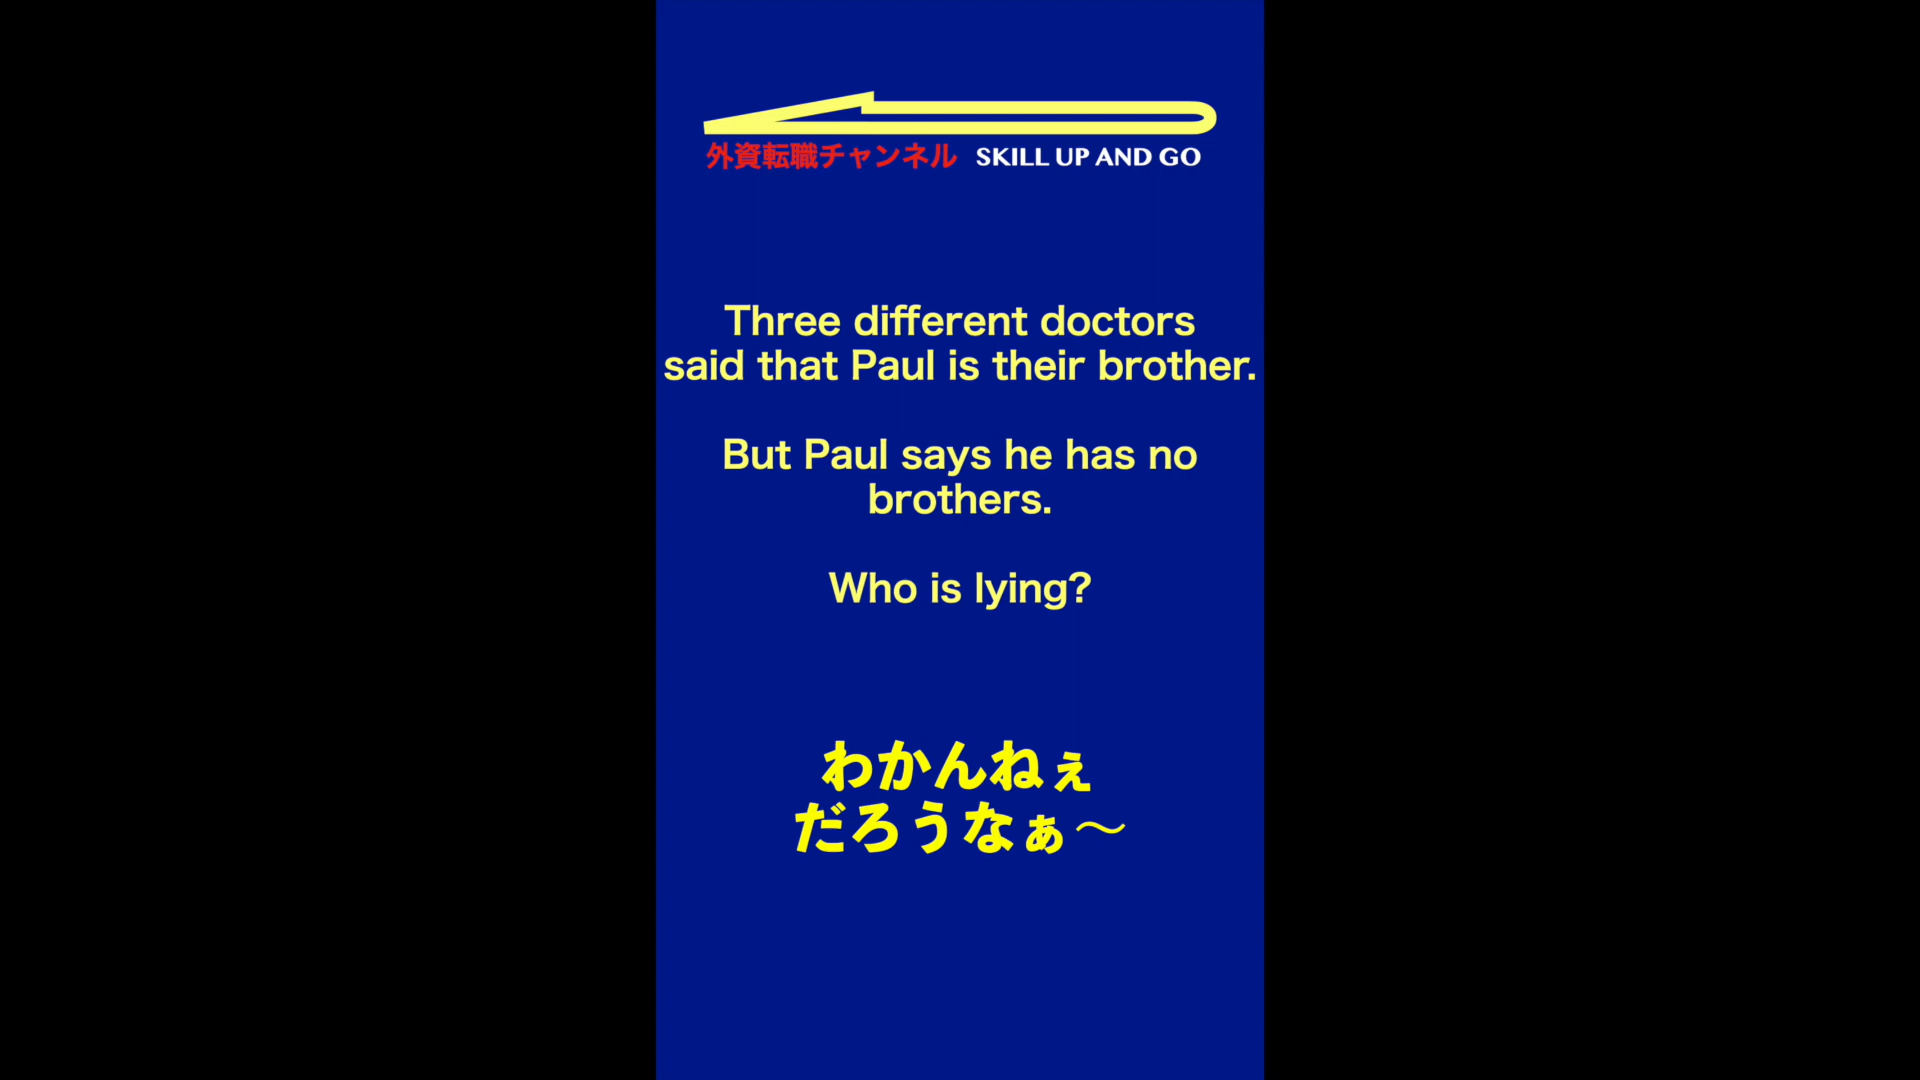 外資転職チャンネル SKILL UP AND GO
Three different doctors
said that Paul is their brother.
But Paul says he has no
brothers.
Who is lying?
わかんねぇ
だろうなぁ〜